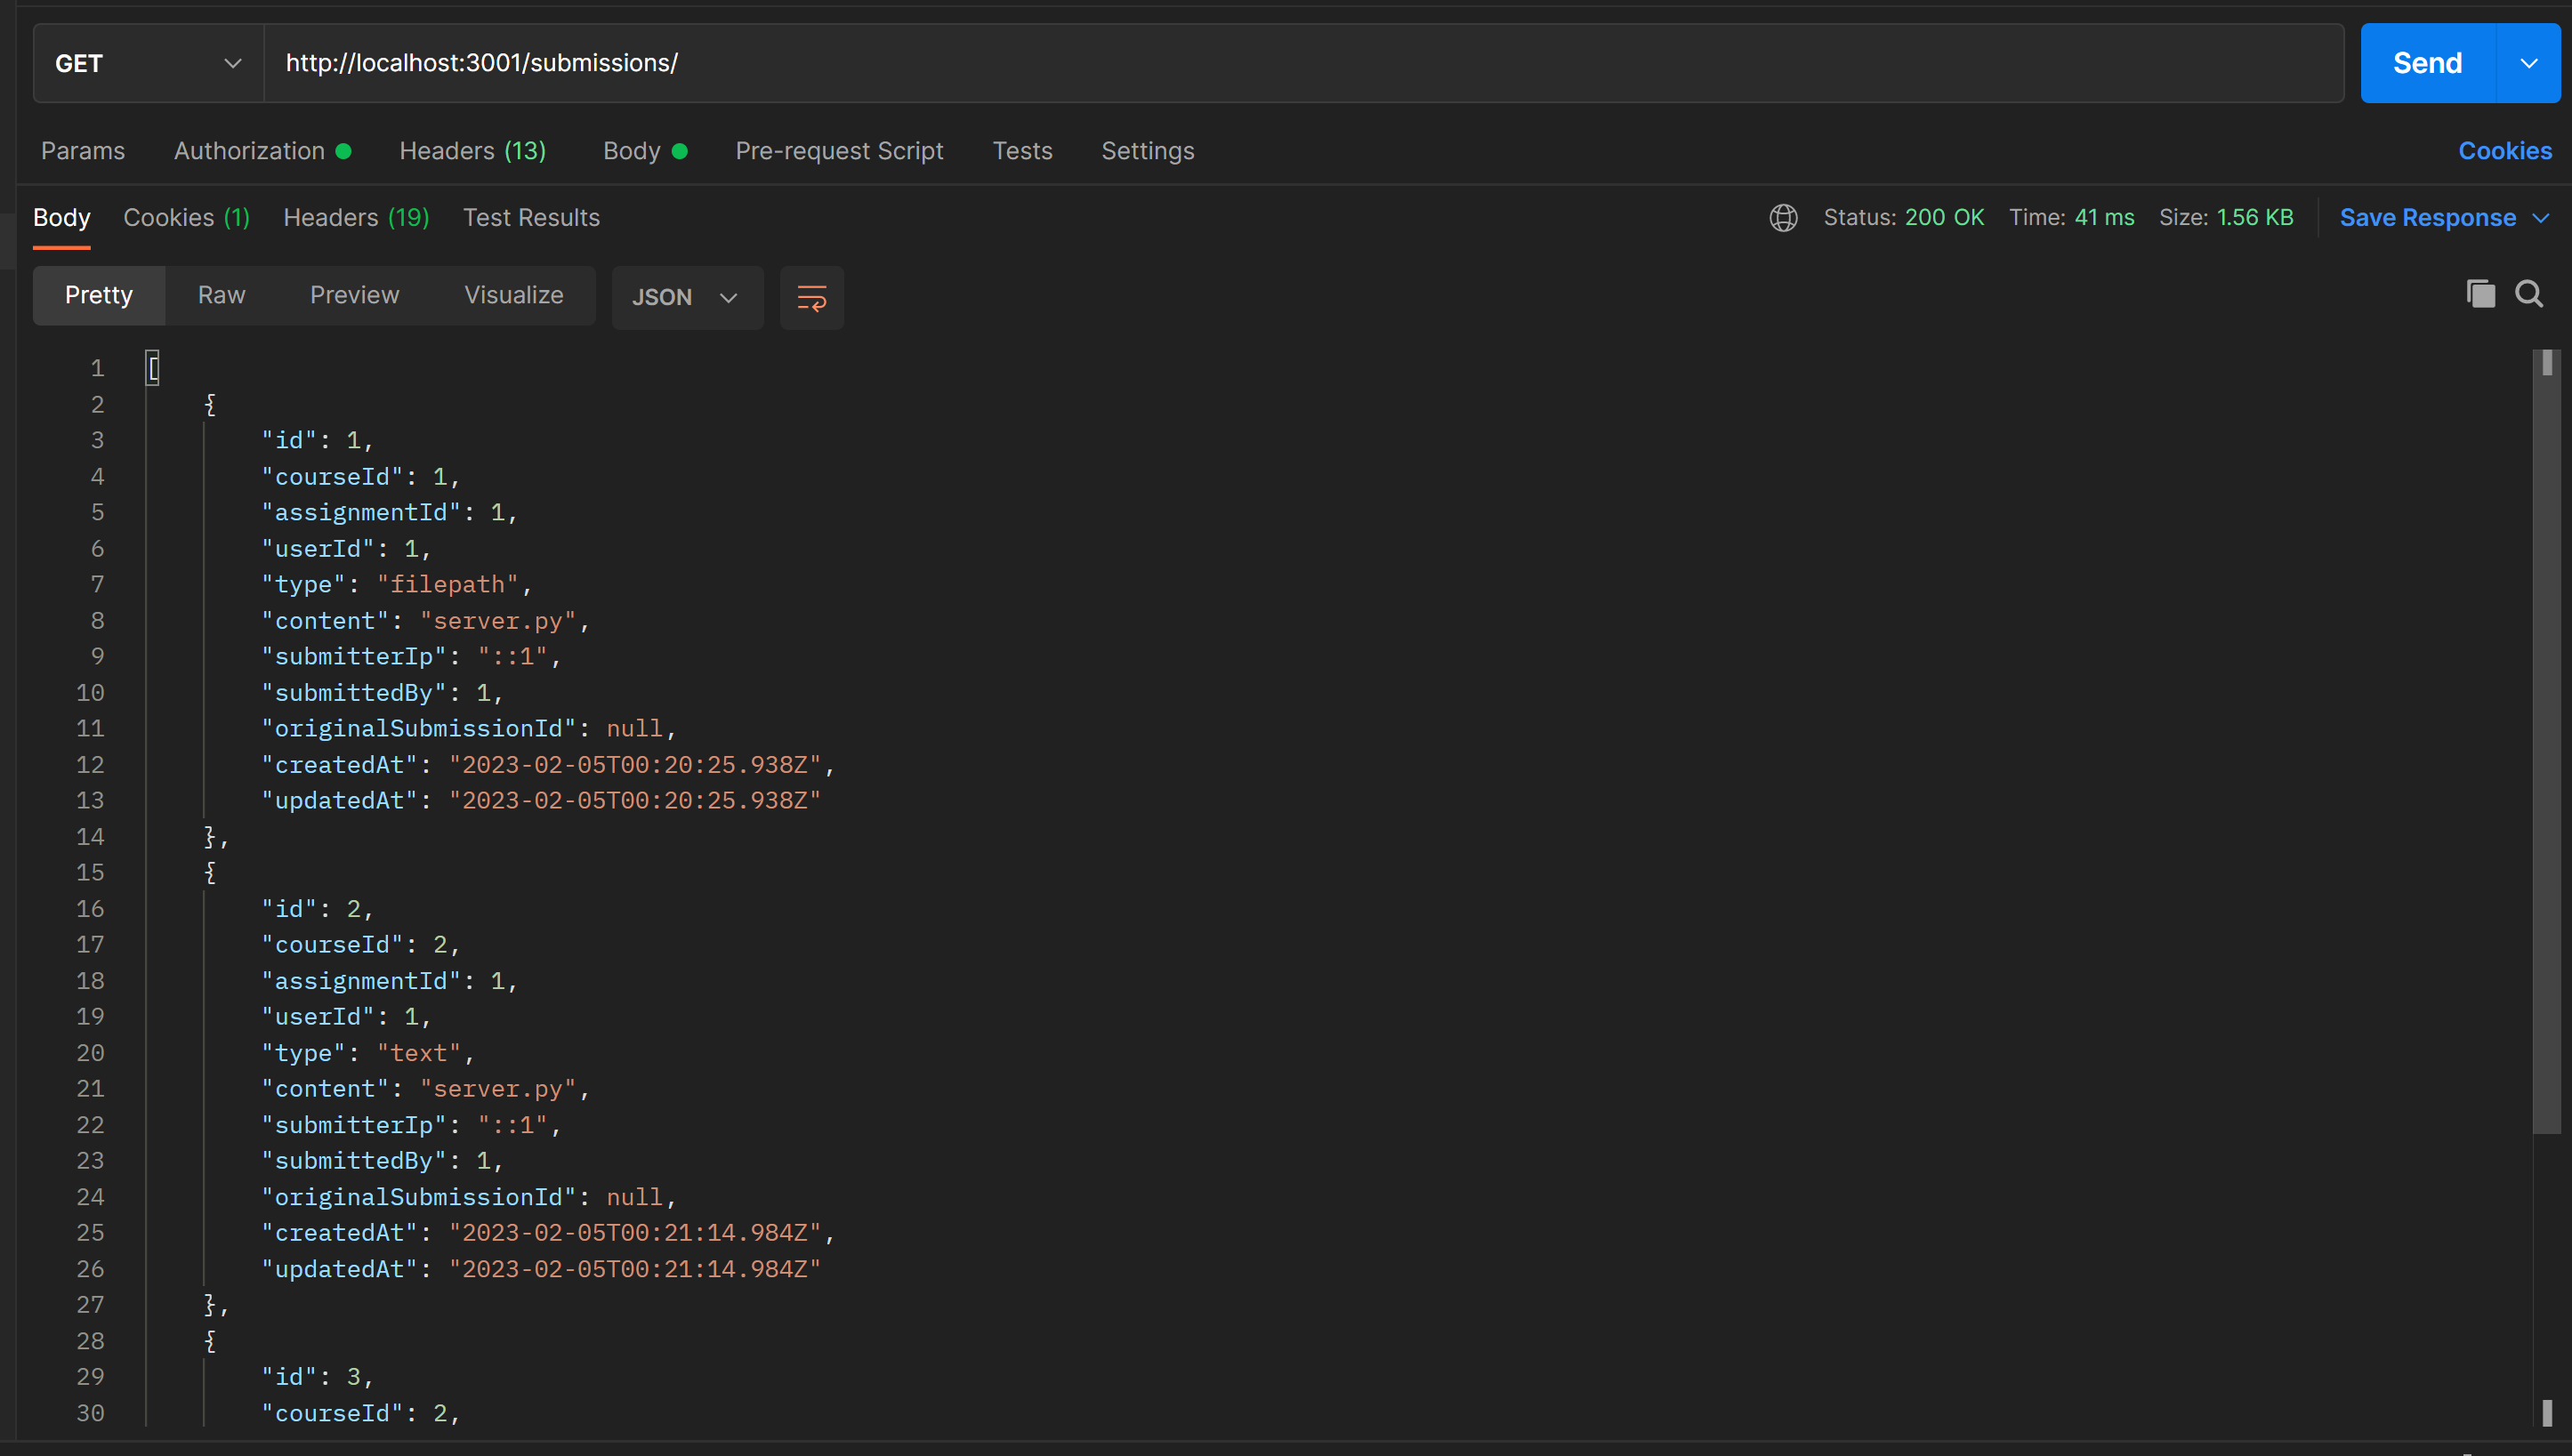 GET http://localhost:3001/submissions/ Send
Params Authorization Headers (13) Body Pre-request Script Tests Settings Cookies
Body Cookies (1) Headers (19) Test Results Status: 200 OK Time: 41 ms Size: 1.56 KB Save Response
Pretty Raw Preview Visualize JSON
1 [
2 {
3 "id": 1,
4 "courseId": 1,
5 "assignmentId": 1,
6 "userId": 1,
7 "type": "filepath",
8 "content": "server.py",
9 "submitterIp": "::1",
10 "submittedBy": 1,
11 "originalSubmissionId": null,
12 "createdAt": "2023-02-05T00:20:25.938Z",
13 "updatedAt": "2023-02-05T00:20:25.938Z"
14 },
15 {
16 "id": 2,
17 "courseId": 2,
18 "assignmentId": 1,
19 "userId": 1,
20 "type": "text",
21 "content": "server.py",
22 "submitterIp": "::1",
23 "submittedBy": 1,
24 "originalSubmissionId": null,
25 "createdAt": "2023-02-05T00:21:14.984Z",
26 "updatedAt": "2023-02-05T00:21:14.984Z"
27 },
28 {
29 "id": 3,
30 "courseId": 2,